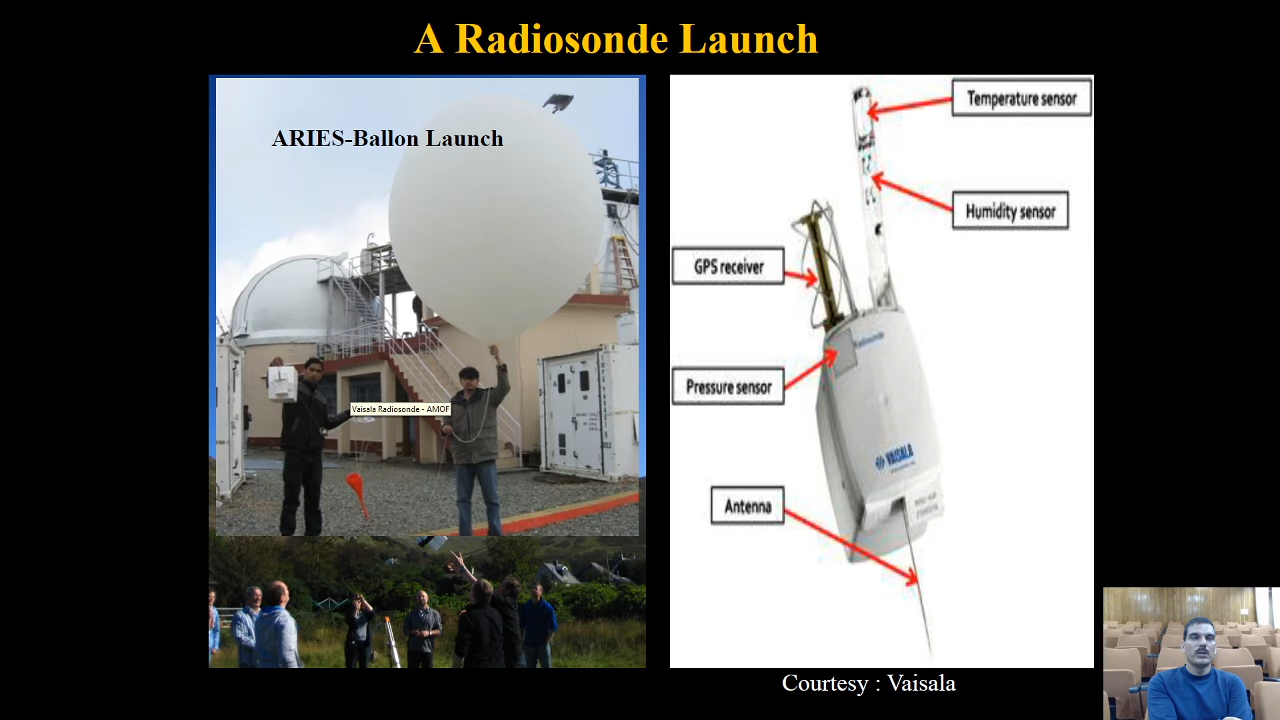 A Radiosonde Launch
ARIES-Ballon Launch
Vaisala Radiosonde - AMOF
Temperature sensor
Humidity sensor
GPS receiver
Radiosonde
Pressure sensor
VAISALA
Antenna
Courtesy : Vaisala